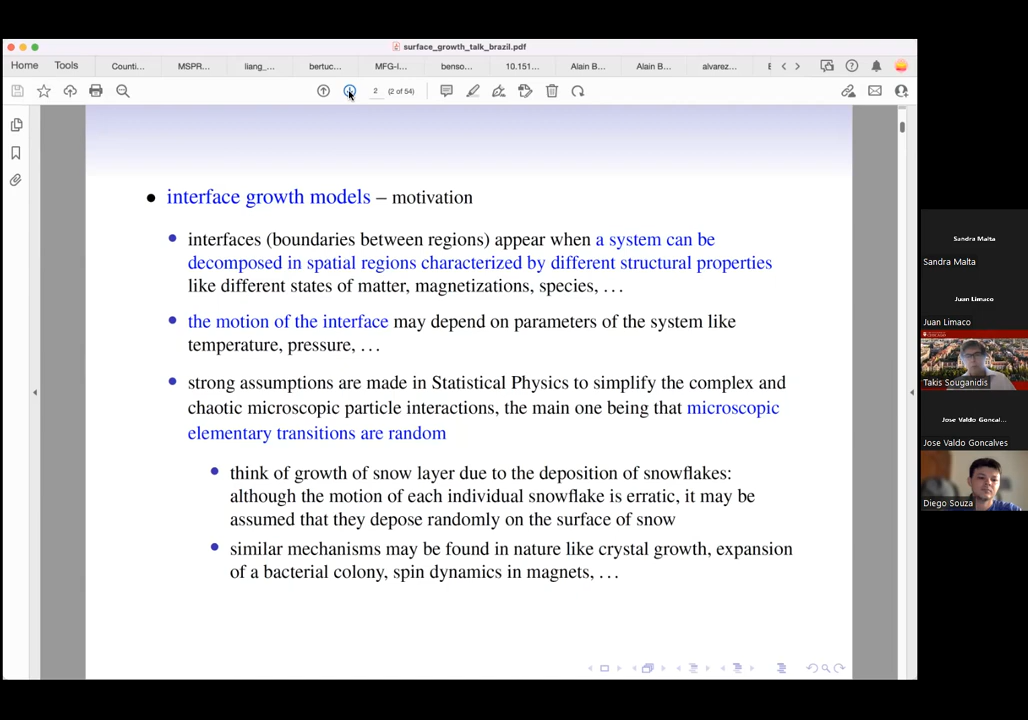 surface_growth_talk_brazil.pdf
Home Tools Counti... MSPR... liang_... bertuc... MFG-I... benso... 10.151... Alain B... Alain B... alvarez...
2 (2 of 54)
• interface growth models – motivation
• interfaces (boundaries between regions) appear when a system can be
decomposed in spatial regions characterized by different structural properties
like different states of matter, magnetizations, species, …
• the motion of the interface may depend on parameters of the system like
temperature, pressure, …
• strong assumptions are made in Statistical Physics to simplify the complex and
chaotic microscopic particle interactions, the main one being that microscopic
elementary transitions are random
• think of growth of snow layer due to the deposition of snowflakes:
although the motion of each individual snowflake is erratic, it may be
assumed that they depose randomly on the surface of snow
• similar mechanisms may be found in nature like crystal growth, expansion
of a bacterial colony, spin dynamics in magnets, …
Sandra Malta
Sandra Malta
Juan Limaco
Juan Limaco
Takis Souganidis
Jose Valdo Goncal...
Jose Valdo Goncalves
Diego Souza